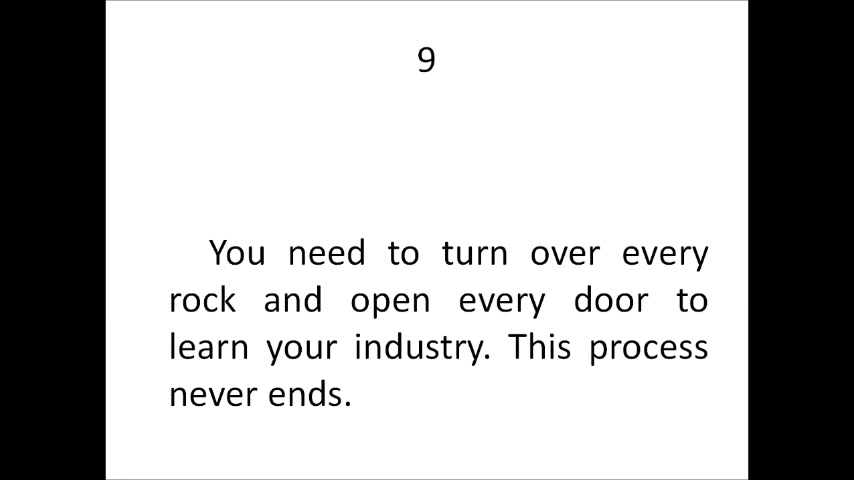 9
You need to turn over every
rock and open every door to
learn your industry. This process
never ends.